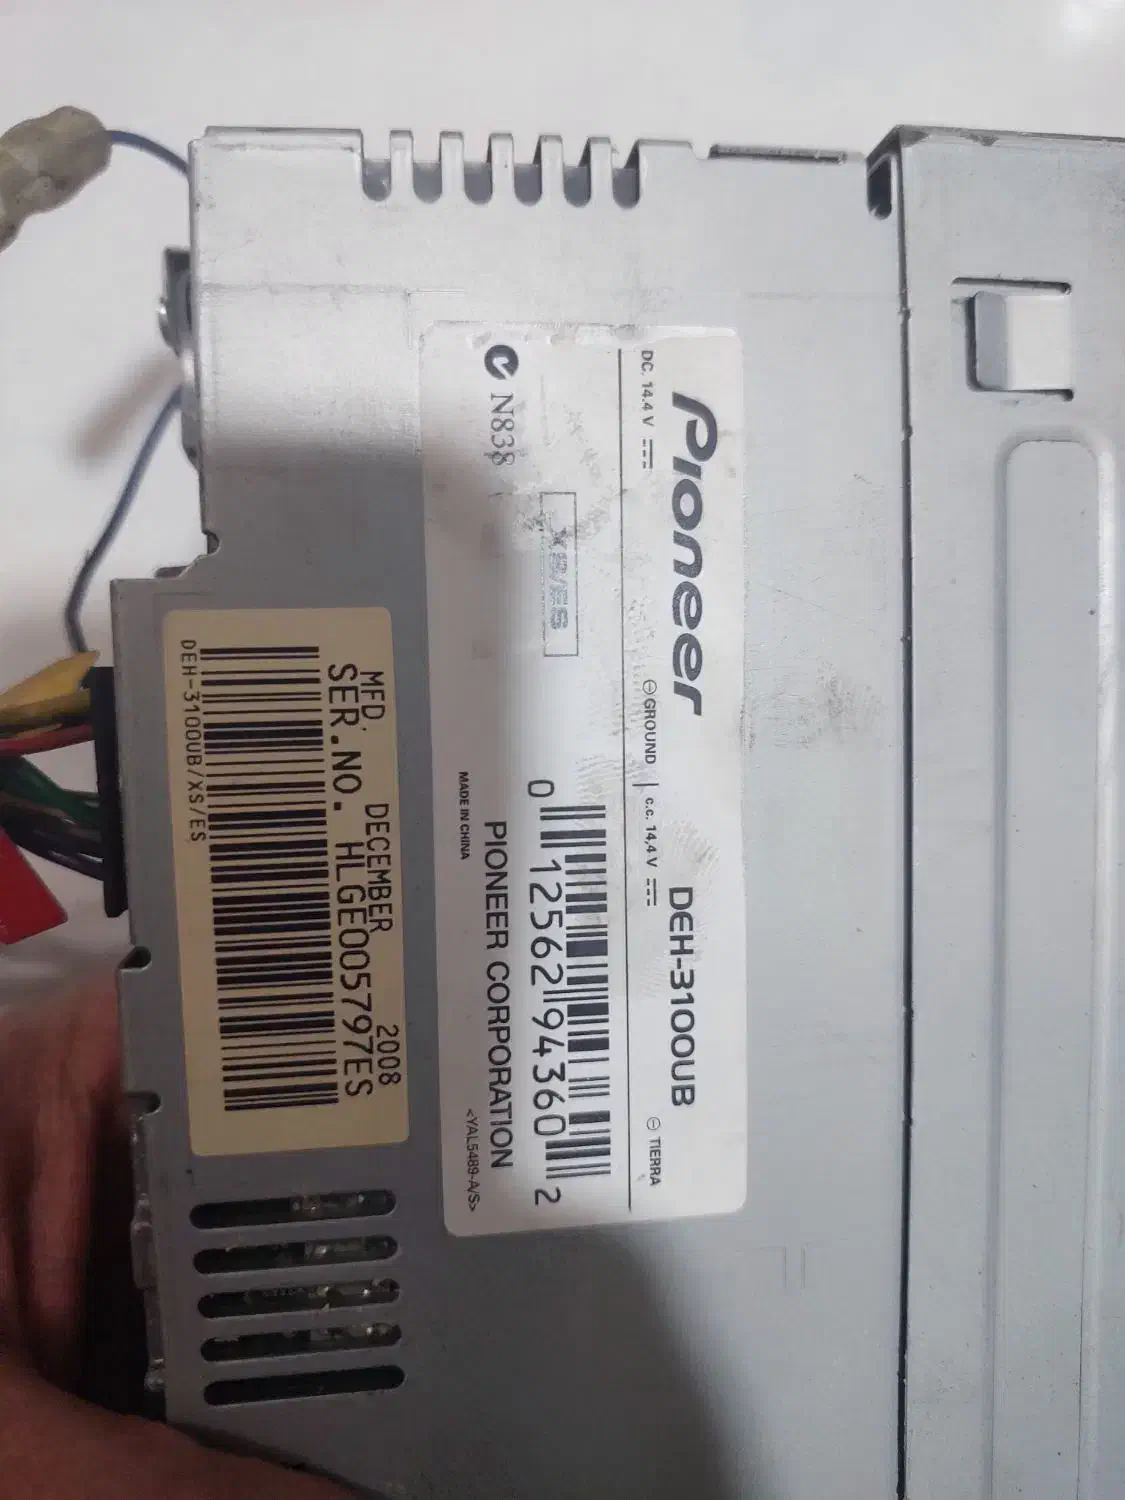 Pioneer DEH-3100UB
DC. 14.4 V ⎓ ⊖GROUND | c.c. 14,4 V ⎓ ⊖ TIERRA
XS/ES
0 12562 94360 2
N838
PIONEER CORPORATION
MADE IN CHINA
<YAL5489-A/S>
MFD. DECEMBER 2008
SER.NO. HLGE005797ES
DEH-3100UB/XS/ES